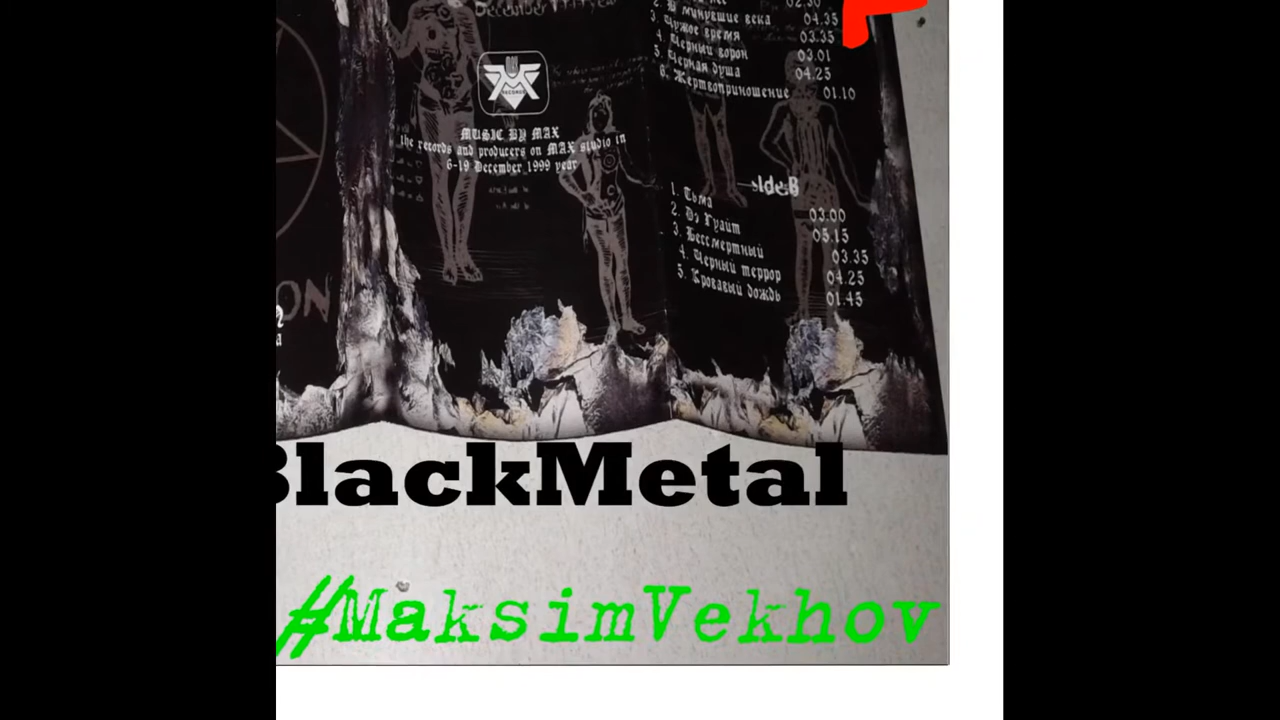 2. В минувшие века 04.35
3. Чужое время 03.35
4. Черный ворон 03.01
5. Черная душа 04.25
6. Жертвоприношение 01.10
RECORDS
MUSIC BY MAX
the records and producers on MAX studio in
6-19 December 1999 year
sideB
1. Тьма 03.00
2. Дэ Гуайт 05.15
3. Бессмертный 03.35
4. Черный террор 04.25
5. Кровавый дождь 01.45
BlackMetal
#MaksimVekhov